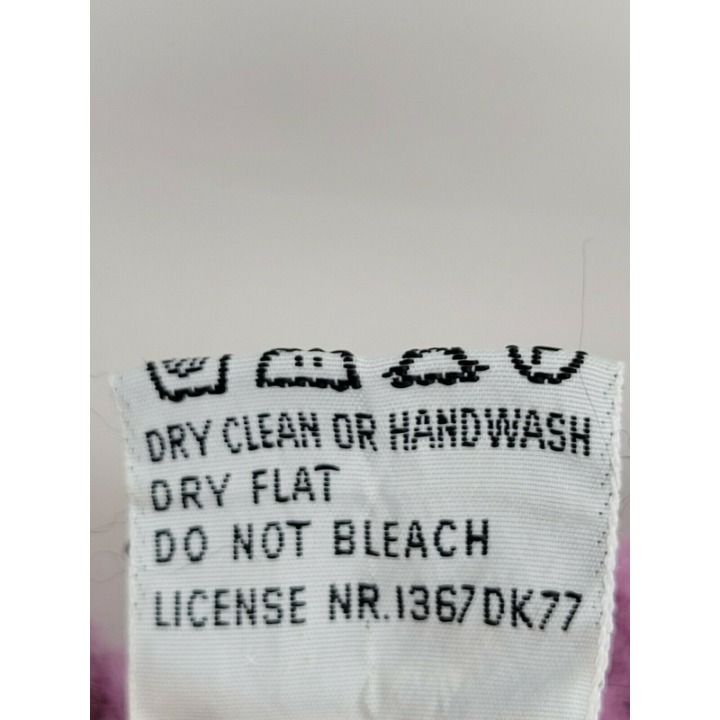 DRY CLEAN OR HANDWASH
DRY FLAT
DO NOT BLEACH
LICENSE NR.1367DK77